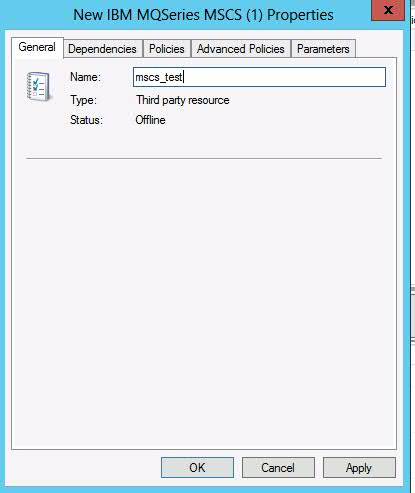 New IBM MQSeries MSCS (1) Properties
x
General Dependencies Policies Advanced Policies Parameters
Name: mscs_test
Type: Third party resource
Status: Offline
OK Cancel Apply